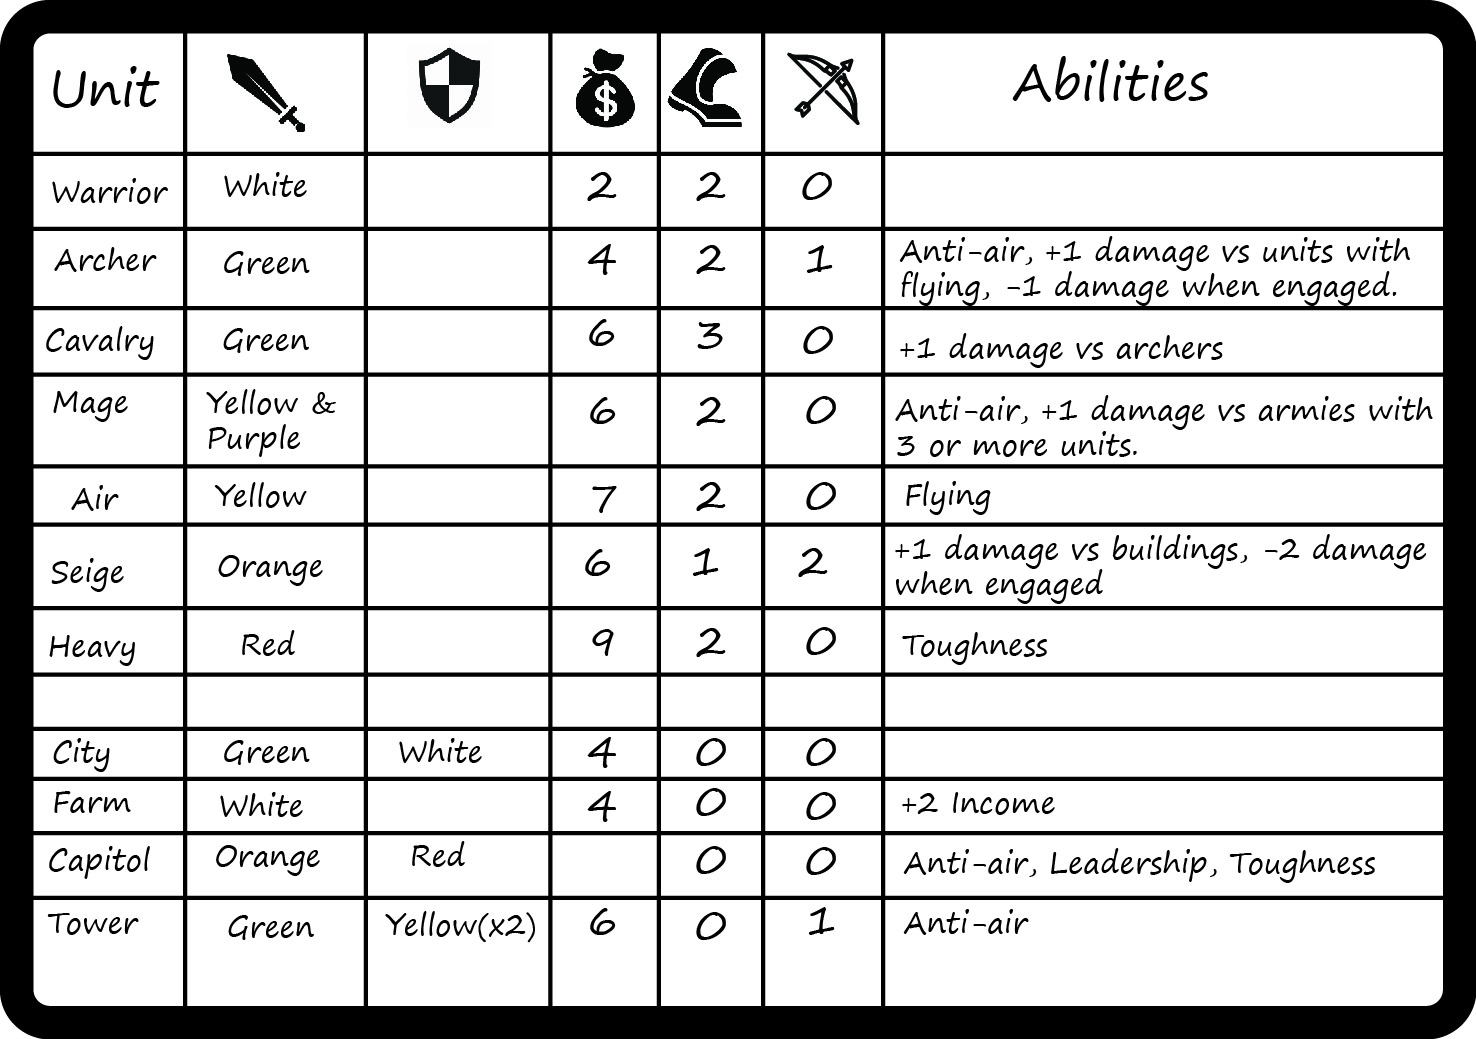 Unit $ Abilities
Warrior White 2 2 0
Archer Green 4 2 1 Anti-air, +1 damage vs units with
flying, -1 damage when engaged.
Cavalry Green 6 3 0 +1 damage vs archers
Mage Yellow & 6 2 0 Anti-air, +1 damage vs armies with
Purple 3 or more units.
Air Yellow 7 2 0 Flying
Seige Orange 6 1 2 +1 damage vs buildings, -2 damage
when engaged
Heavy Red 9 2 0 Toughness
City Green White 4 0 0
Farm White 4 0 0 +2 Income
Capitol Orange Red 0 0 Anti-air, Leadership, Toughness
Tower Green Yellow(x2) 6 0 1 Anti-air